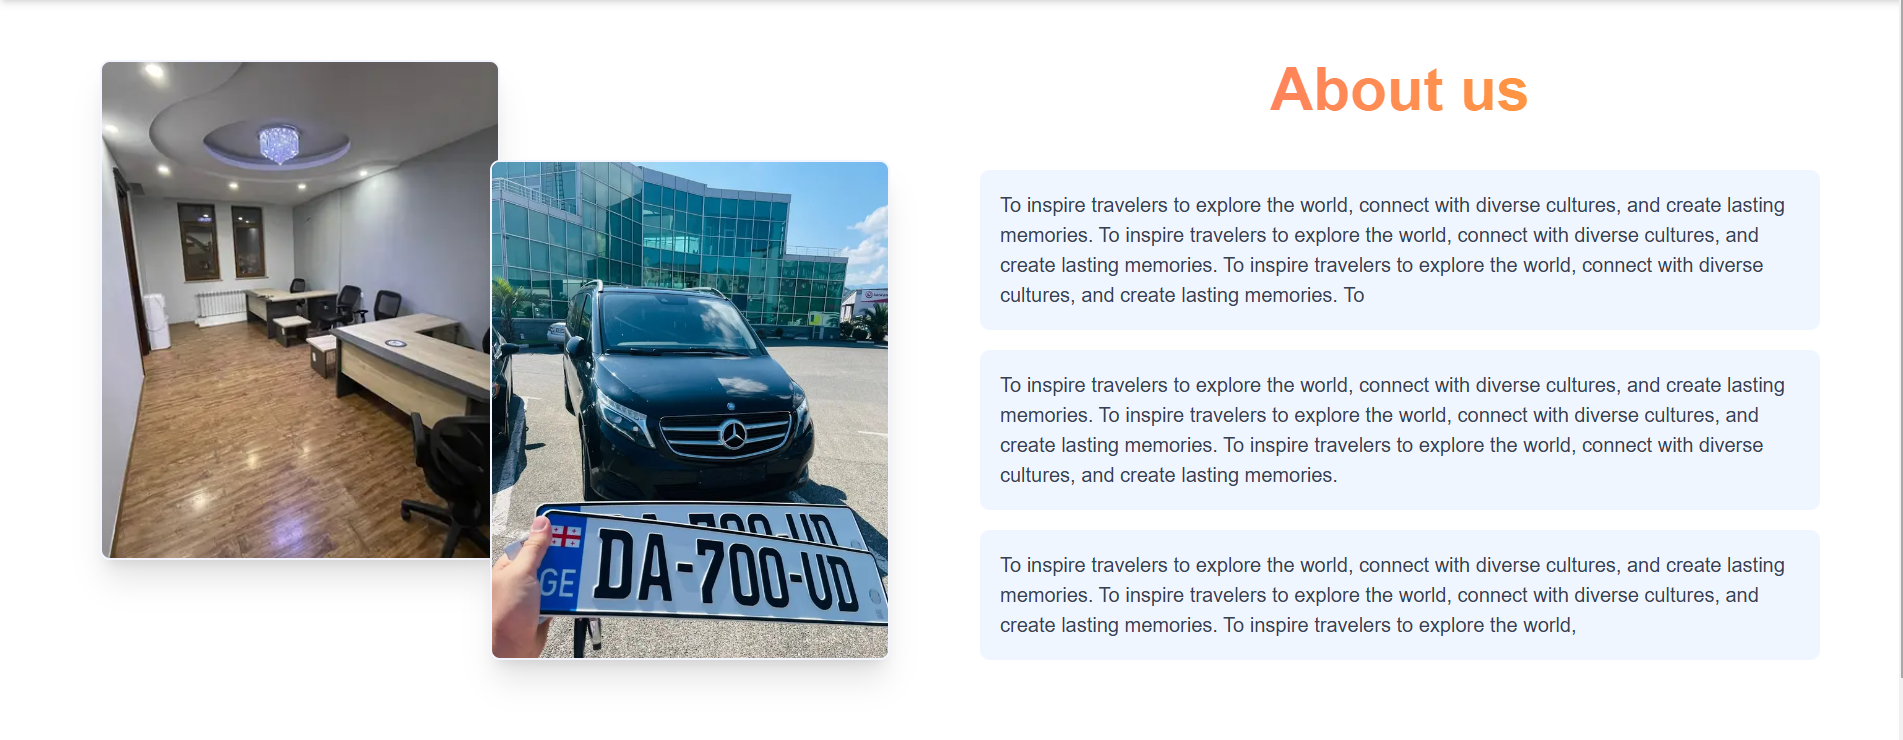 About us
To inspire travelers to explore the world, connect with diverse cultures, and create lasting
memories. To inspire travelers to explore the world, connect with diverse cultures, and
create lasting memories. To inspire travelers to explore the world, connect with diverse
cultures, and create lasting memories. To
To inspire travelers to explore the world, connect with diverse cultures, and create lasting
memories. To inspire travelers to explore the world, connect with diverse cultures, and
create lasting memories. To inspire travelers to explore the world, connect with diverse
cultures, and create lasting memories.
To inspire travelers to explore the world, connect with diverse cultures, and create lasting
memories. To inspire travelers to explore the world, connect with diverse cultures, and
create lasting memories. To inspire travelers to explore the world,
GE DA-700-UD